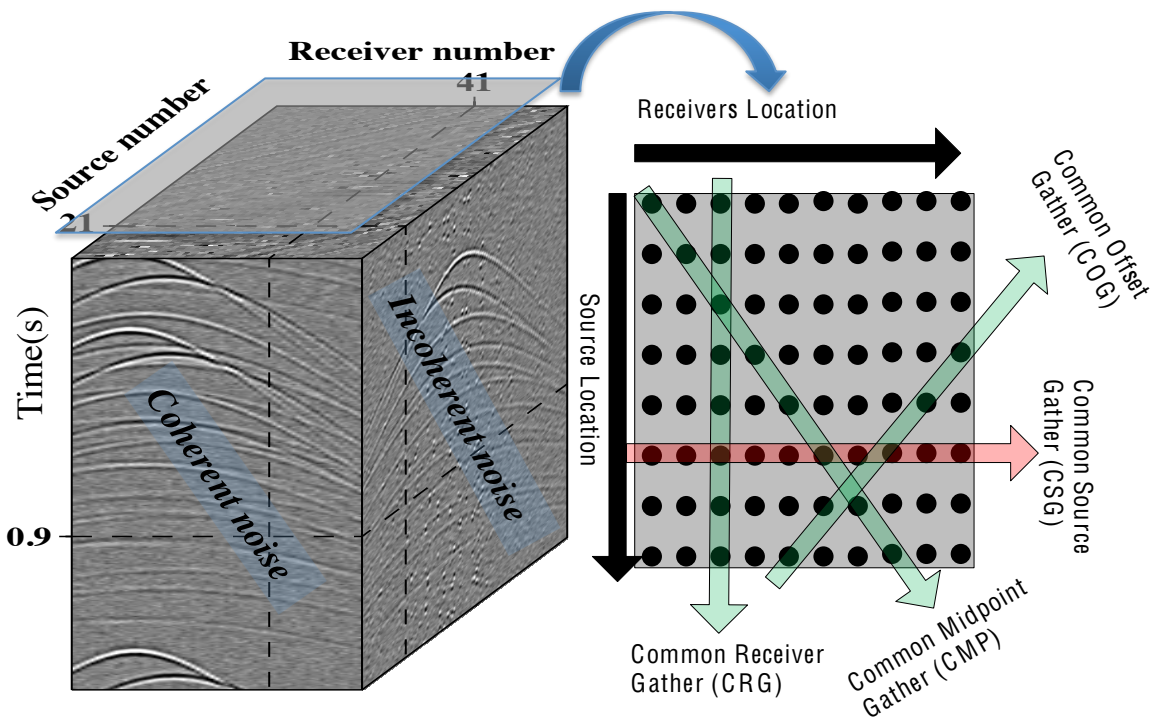 Receiver number
41
Source number
21
Time(s)
0.9
Coherent noise
Incoherent noise
Receivers Location
Source Location
Common Offset
Gather (COG)
Common Source
Gather (CSG)
Common Midpoint
Gather (CMP)
Common Receiver
Gather (CRG)